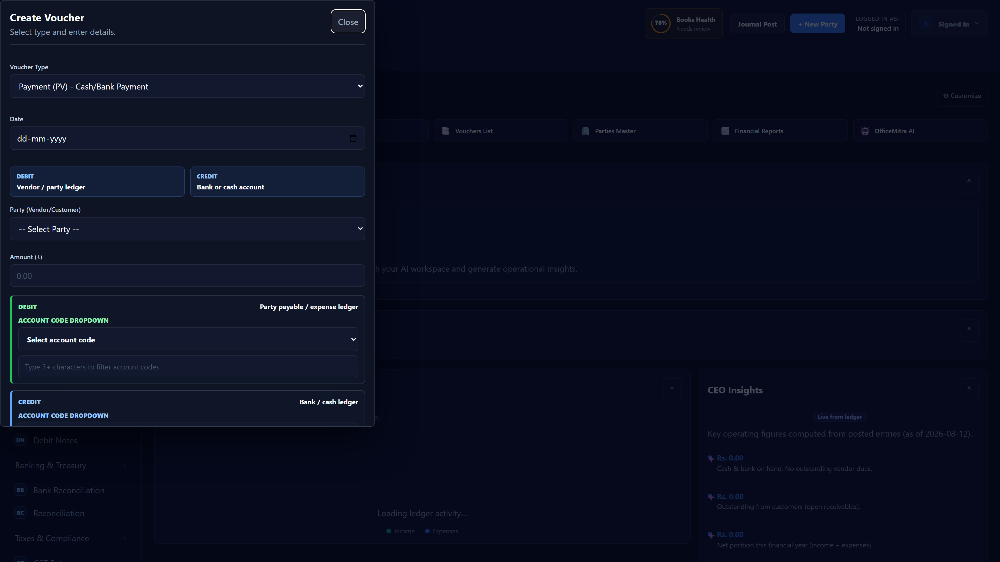 Create Voucher
Select type and enter details.
Close
Voucher Type
Payment (PV) - Cash/Bank Payment
Date
dd-mm-yyyy
DEBIT
Vendor / party ledger
CREDIT
Bank or cash account
Party (Vendor/Customer)
-- Select Party --
Amount (₹)
0.00
DEBIT
Party payable / expense ledger
ACCOUNT CODE DROPDOWN
Select account code
Type 3+ characters to filter account codes
CREDIT
Bank / cash ledger
ACCOUNT CODE DROPDOWN
78%
Books Health
Needs review
Journal Post
+ New Party
LOGGED IN AS:
Not signed in
S
Signed in
Customize
Vouchers List
Parties Master
Financial Reports
OfficeMitra AI
your AI workspace and generate operational insights.
DN
Debit Notes
Banking & Treasury
BR
Bank Reconciliation
RC
Reconciliation
Taxes & Compliance
Loading ledger activity...
Income
Expenses
CEO Insights
Live from ledger
Key operating figures computed from posted entries (as of 2026-08-12).
Rs. 0.00
Cash & bank on hand. No outstanding vendor dues.
Rs. 0.00
Outstanding from customers (open receivables).
Rs. 0.00
Net position this financial year (income – expenses).